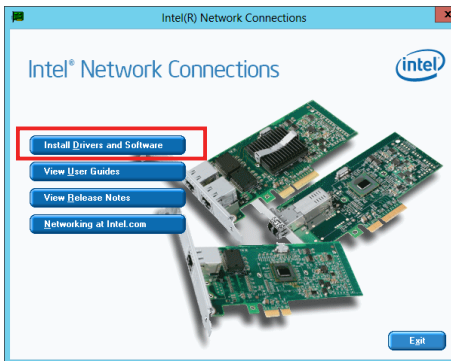 Intel(R) Network Connections
x
Intel® Network Connections
intel
Install Drivers and Software
View User Guides
View Release Notes
Networking at Intel.com
Exit